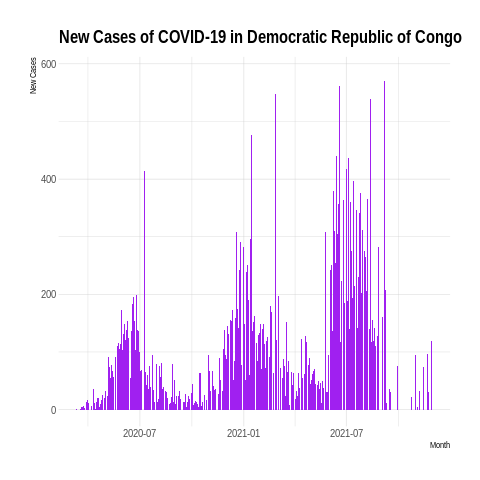 New Cases of COVID-19 in Democratic Republic of Congo
New Cases
600
400
200
0
2020-07
2021-01
2021-07
Month